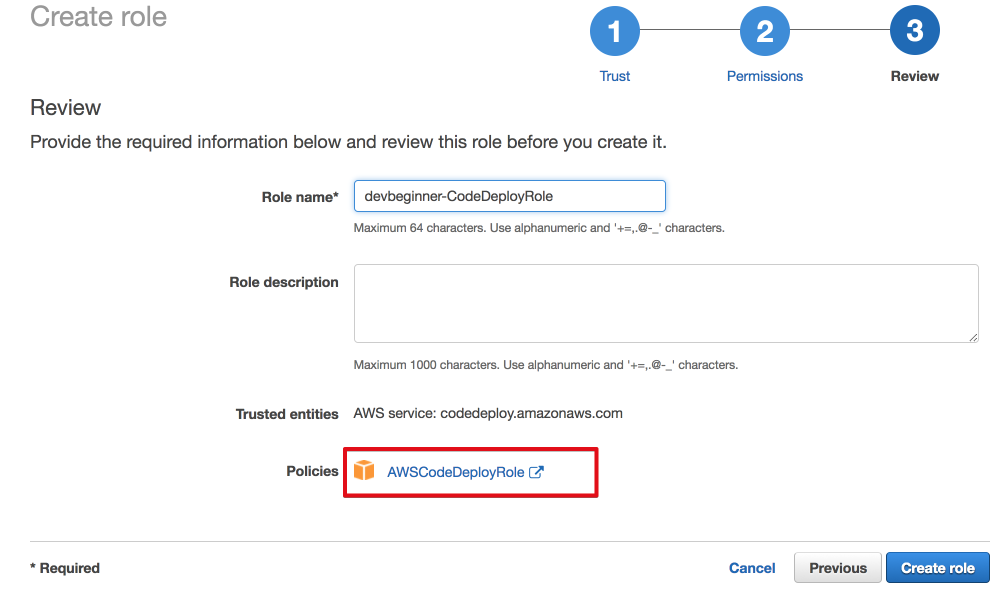 Create role
1
2
3
Trust
Permissions
Review
Review
Provide the required information below and review this role before you create it.
Role name* devbeginner-CodeDeployRole
Maximum 64 characters. Use alphanumeric and '+=,.@-_' characters.
Role description
Maximum 1000 characters. Use alphanumeric and '+=,.@-_' characters.
Trusted entities AWS service: codedeploy.amazonaws.com
Policies AWSCodeDeployRole
* Required Cancel Previous Create role